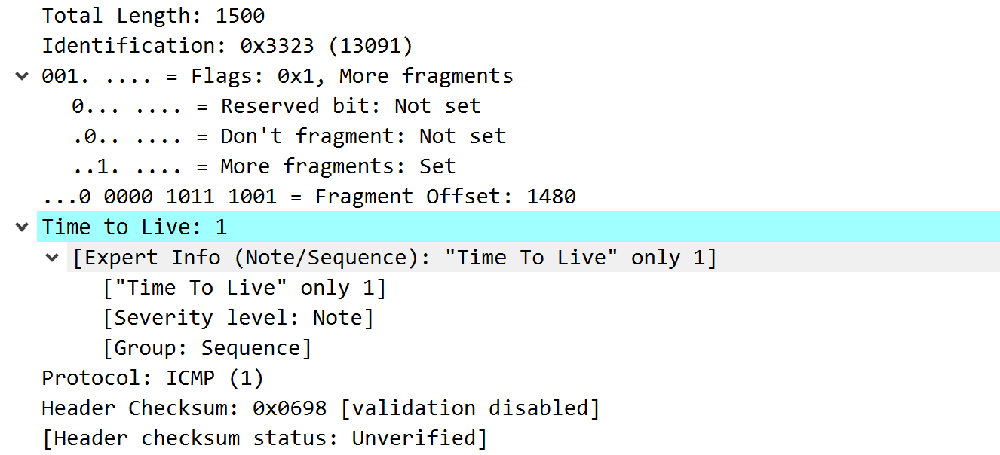 Total Length: 1500
Identification: 0x3323 (13091)
001. .... = Flags: 0x1, More fragments
0... .... = Reserved bit: Not set
.0.. .... = Don't fragment: Not set
..1. .... = More fragments: Set
...0 0000 1011 1001 = Fragment Offset: 1480
Time to Live: 1
[Expert Info (Note/Sequence): "Time To Live" only 1]
["Time To Live" only 1]
[Severity level: Note]
[Group: Sequence]
Protocol: ICMP (1)
Header Checksum: 0x0698 [validation disabled]
[Header checksum status: Unverified]